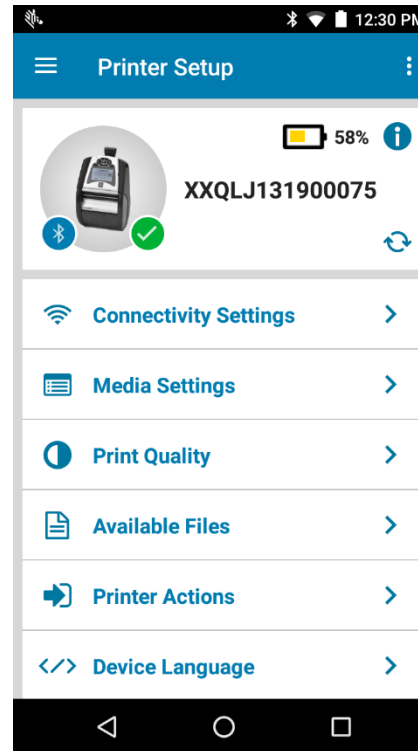 12:30 PM
Printer Setup
58%
XXQLJ131900075
Connectivity Settings
Media Settings
Print Quality
Available Files
Printer Actions
Device Language